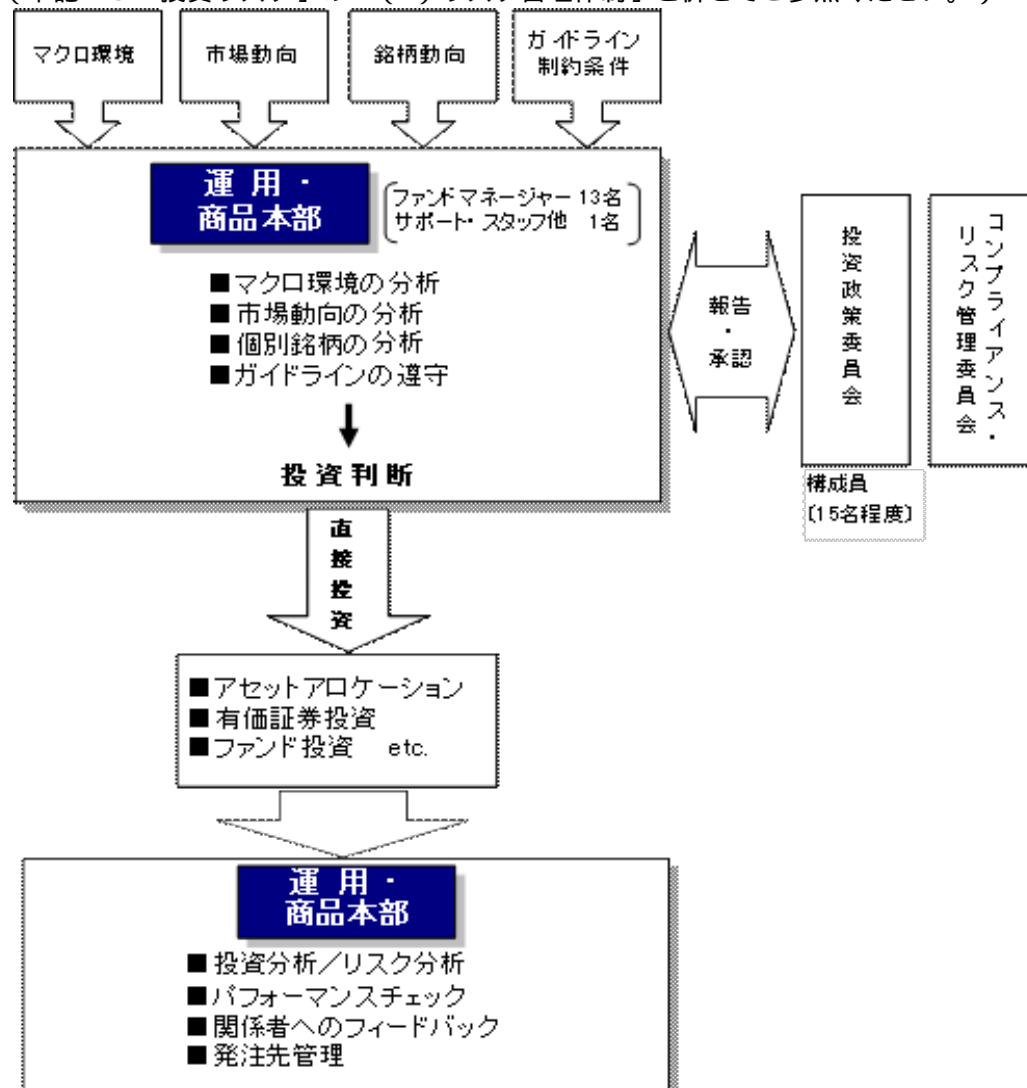 マクロ環境
市場動向
銘柄動向
ガイドライン
制約条件
運用・
商品本部
ファンドマネージャー 13名
サポート・スタッフ他 1名
■マクロ環境の分析
■市場動向の分析
■個別銘柄の分析
■ガイドラインの遵守
投資判断
報告
・
承認
投資政策委員会
コンプライアンス・
リスク管理委員会
構成員
(15名程度)
直接投資
■アセットアロケーション
■有価証券投資
■ファンド投資 etc.
運用・
商品本部
■投資分析／リスク分析
■パフォーマンスチェック
■関係者へのフィードバック
■発注先管理